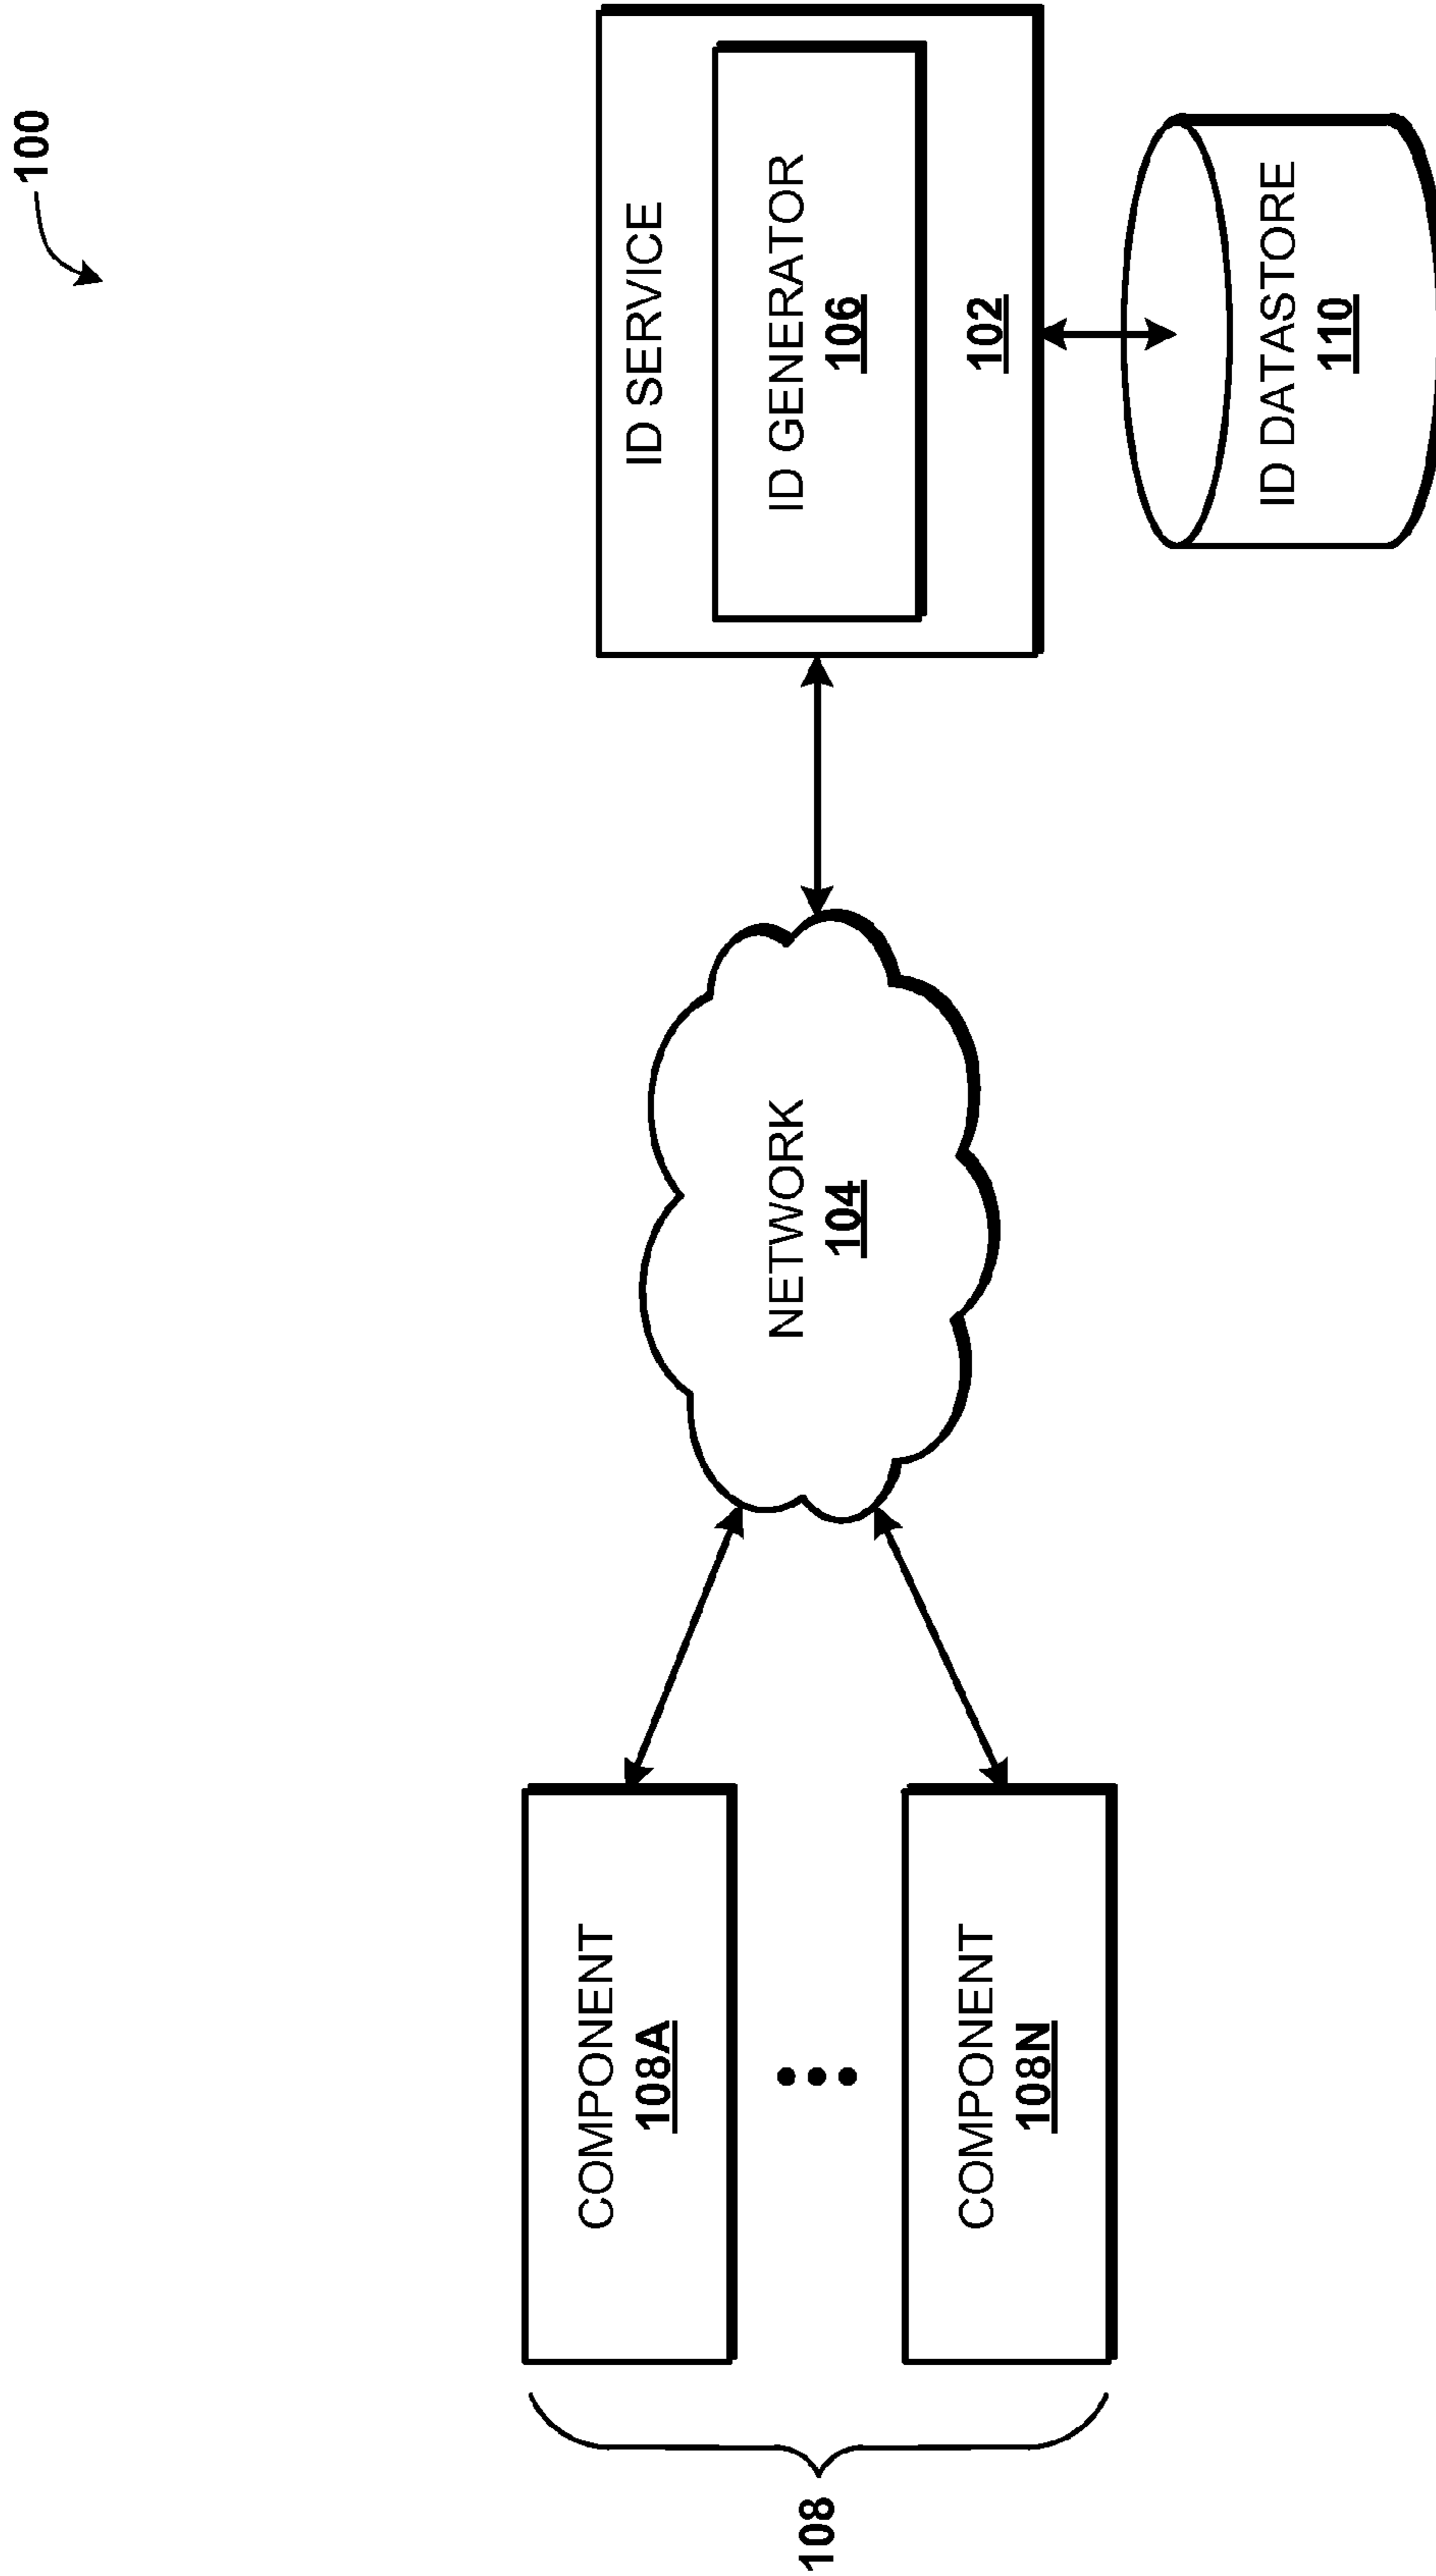 100
ID SERVICE
ID GENERATOR
106
102
ID DATASTORE
110
NETWORK
104
COMPONENT
108A
COMPONENT
108N
108